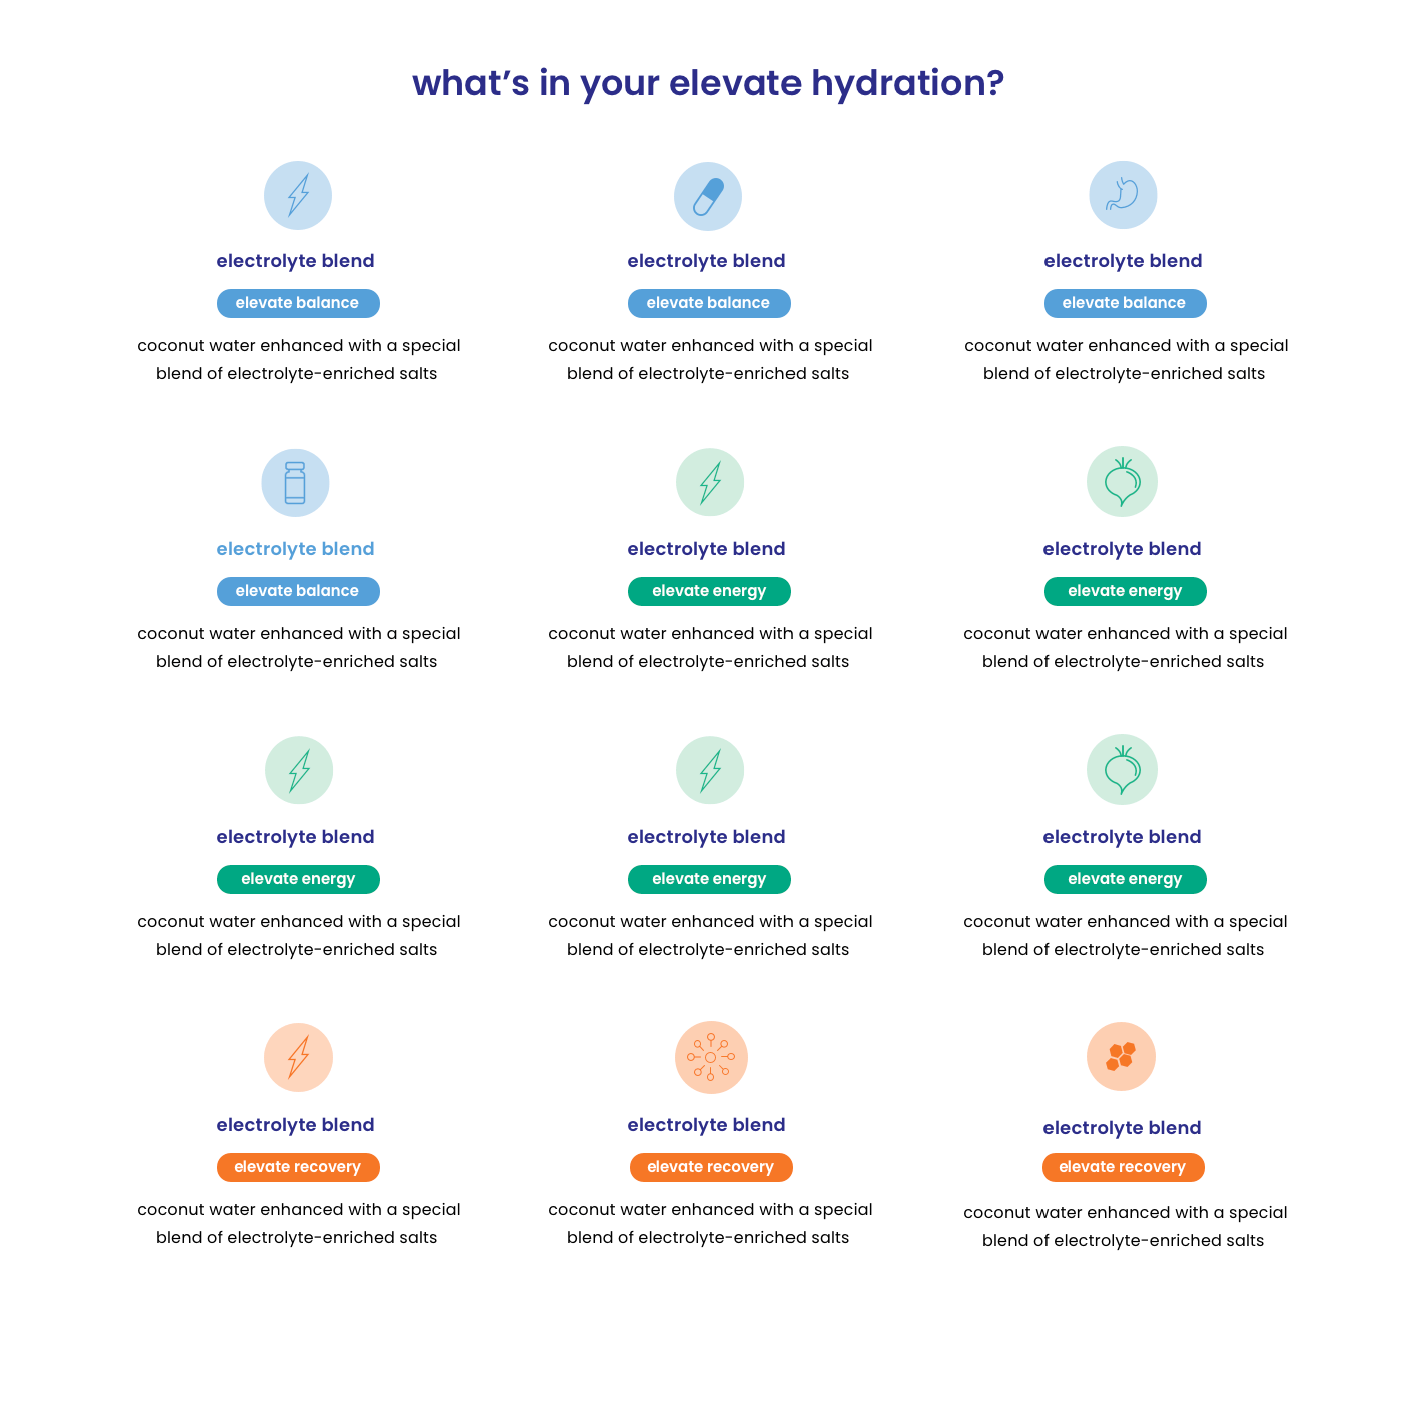 what's in your elevate hydration?
electrolyte blend
elevate balance
coconut water enhanced with a special
blend of electrolyte-enriched salts
electrolyte blend
elevate balance
coconut water enhanced with a special
blend of electrolyte-enriched salts
electrolyte blend
elevate balance
coconut water enhanced with a special
blend of electrolyte-enriched salts
electrolyte blend
elevate balance
coconut water enhanced with a special
blend of electrolyte-enriched salts
electrolyte blend
elevate energy
coconut water enhanced with a special
blend of electrolyte-enriched salts
electrolyte blend
elevate energy
coconut water enhanced with a special
blend of electrolyte-enriched salts
electrolyte blend
elevate energy
coconut water enhanced with a special
blend of electrolyte-enriched salts
electrolyte blend
elevate energy
coconut water enhanced with a special
blend of electrolyte-enriched salts
electrolyte blend
elevate energy
coconut water enhanced with a special
blend of electrolyte-enriched salts
electrolyte blend
elevate recovery
coconut water enhanced with a special
blend of electrolyte-enriched salts
electrolyte blend
elevate recovery
coconut water enhanced with a special
blend of electrolyte-enriched salts
electrolyte blend
elevate recovery
coconut water enhanced with a special
blend of electrolyte-enriched salts